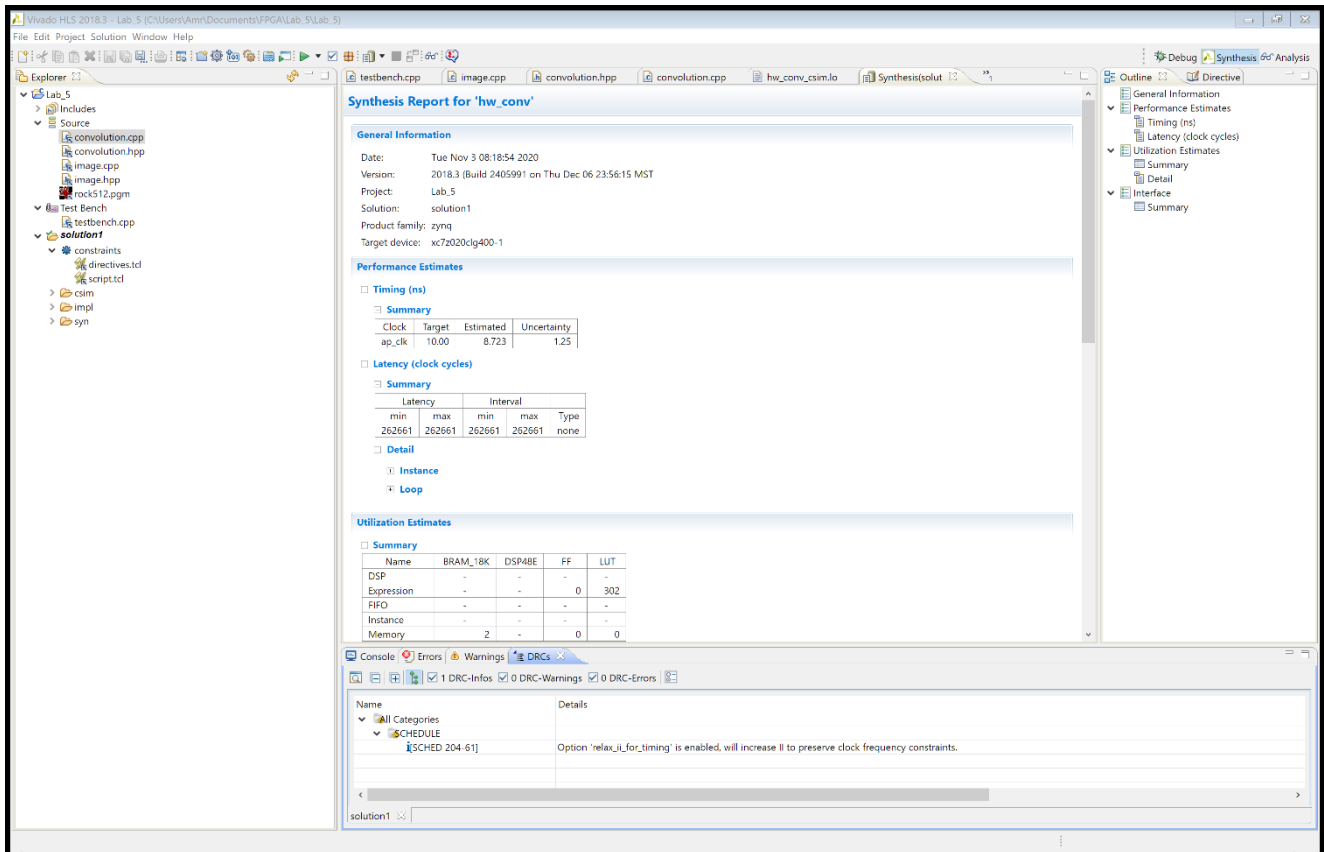 Vivado HLS 2018.3 - Lab_5 (C:\Users\Amr\Documents\FPGA\Lab_5\Lab_5)
File Edit Project Solution Window Help
Debug Synthesis Analysis
Explorer
Lab_5
Includes
Source
convolution.cpp
convolution.hpp
image.cpp
image.hpp
rock512.pgm
Test Bench
testbench.cpp
solution1
constraints
directives.tcl
script.tcl
csim
impl
syn
testbench.cpp image.cpp convolution.hpp convolution.cpp hw_conv_csim.lo Synthesis(solut »1
Synthesis Report for 'hw_conv'
General Information
Date: Tue Nov 3 08:18:54 2020
Version: 2018.3 (Build 2405991 on Thu Dec 06 23:56:15 MST
Project: Lab_5
Solution: solution1
Product family: zynq
Target device: xc7z020clg400-1
Performance Estimates
Timing (ns)
Summary
Clock Target Estimated Uncertainty
ap_clk 10.00 8.723 1.25
Latency (clock cycles)
Summary
Latency Interval
min max min max Type
262661 262661 262661 262661 none
Detail
Instance
Loop
Utilization Estimates
Summary
Name BRAM_18K DSP48E FF LUT
DSP - - - -
Expression - - 0 302
FIFO - - - -
Instance - - - -
Memory 2 - 0 0
Outline Directive
General Information
Performance Estimates
Timing (ns)
Latency (clock cycles)
Utilization Estimates
Summary
Detail
Interface
Summary
Console Errors Warnings DRCs
1 DRC-Infos 0 DRC-Warnings 0 DRC-Errors
Name Details
All Categories
SCHEDULE
[SCHED 204-61] Option 'relax_ii_for_timing' is enabled, will increase II to preserve clock frequency constraints.
solution1